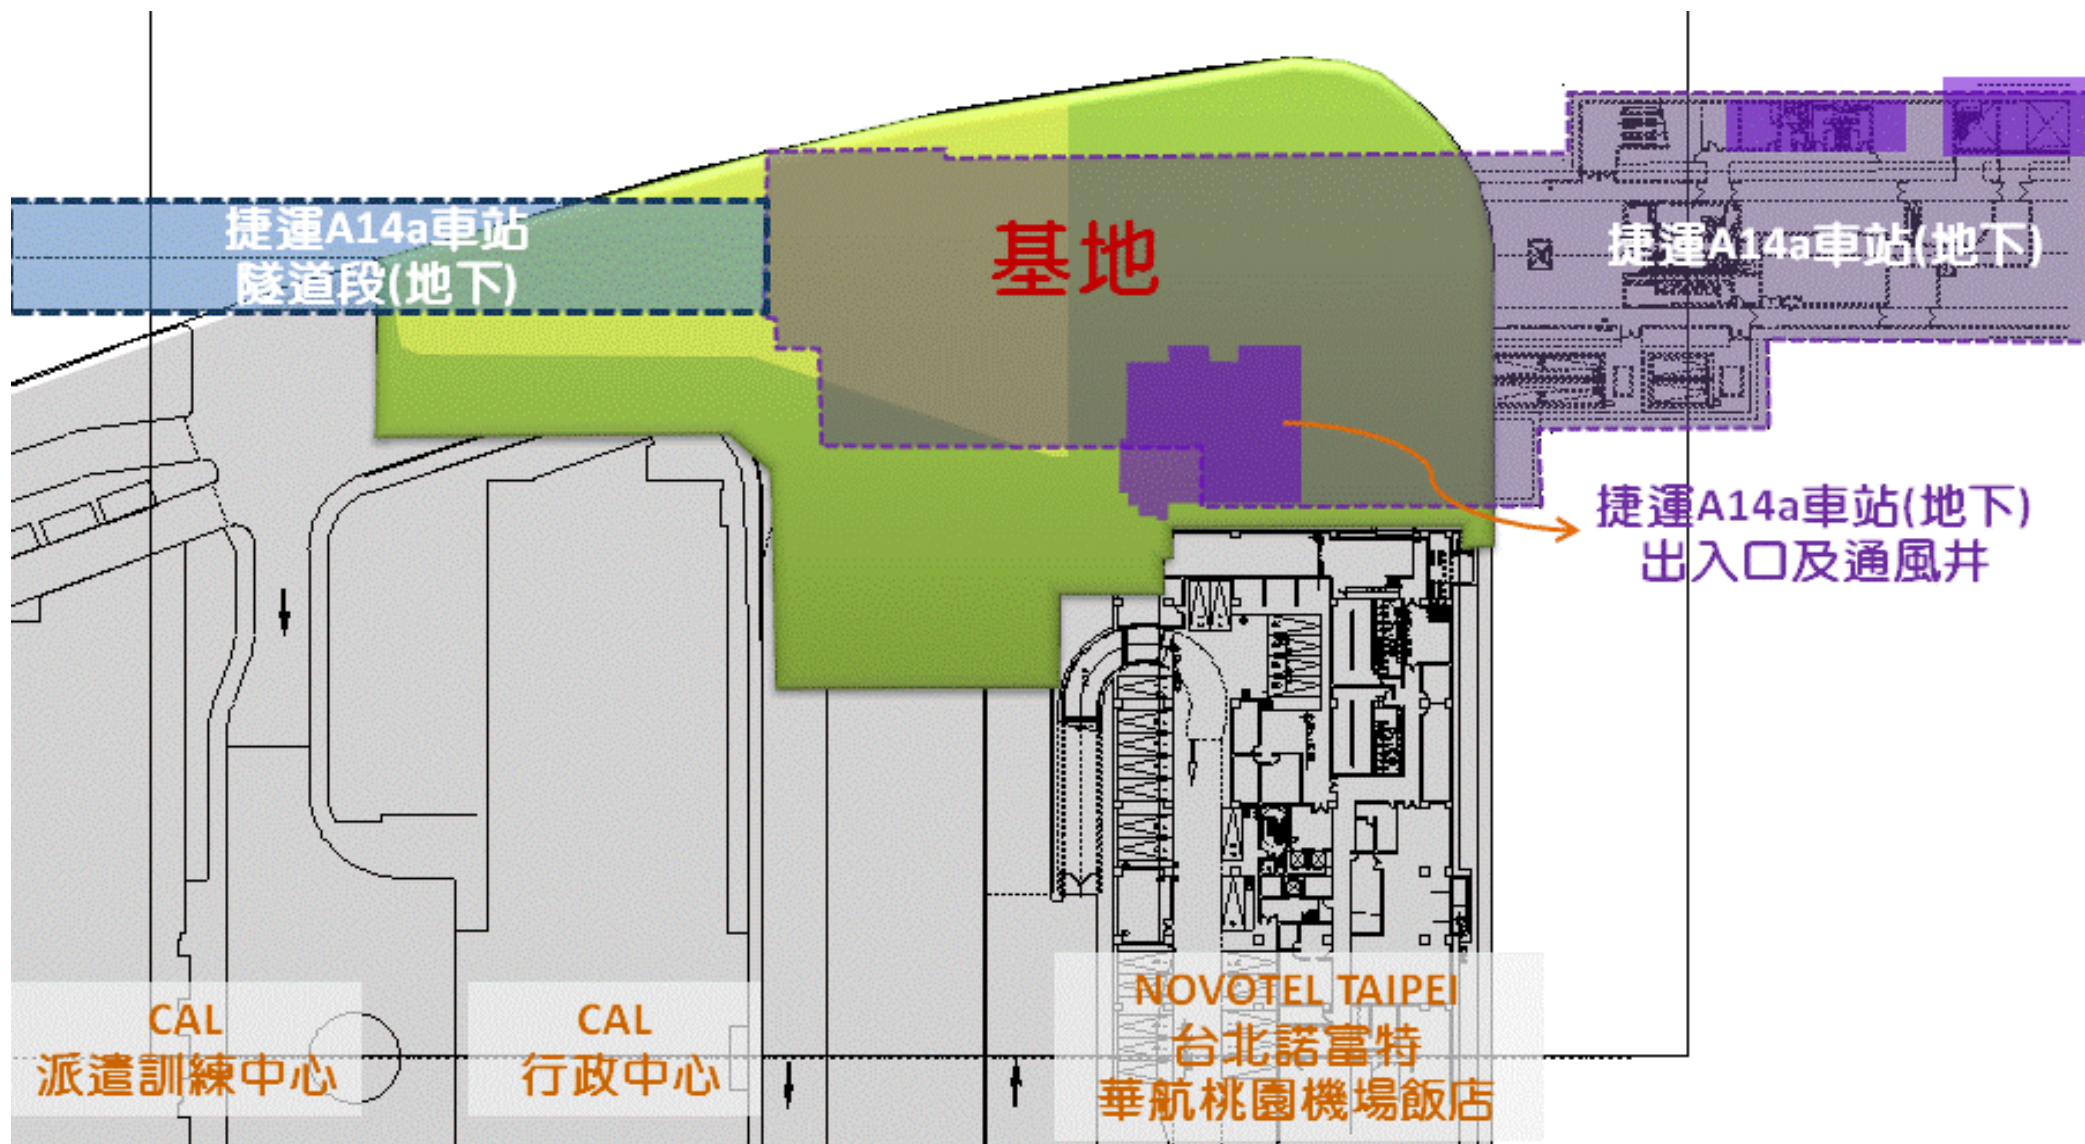 捷運A14a車站
隧道段(地下)
基地
捷運A14a車站(地下)
捷運A14a車站(地下)
出入口及通風井
CAL
派遣訓練中心
CAL
行政中心
NOVOTEL TAIPEI
台北諾富特
華航桃園機場飯店